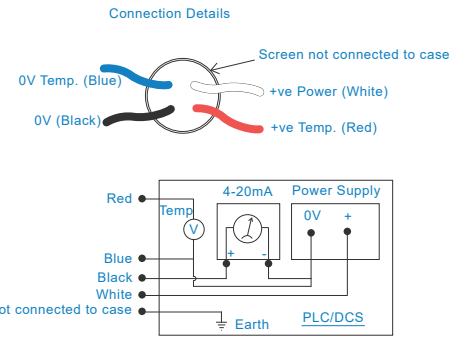 Connection Details
Screen not connected to case
0V Temp. (Blue)
+ve Power (White)
0V (Black)
+ve Temp. (Red)
4-20mA
Power Supply
Red
Temp
0V +
V
Blue
+ -
Black
White
ot connected to case
Earth
PLC/DCS